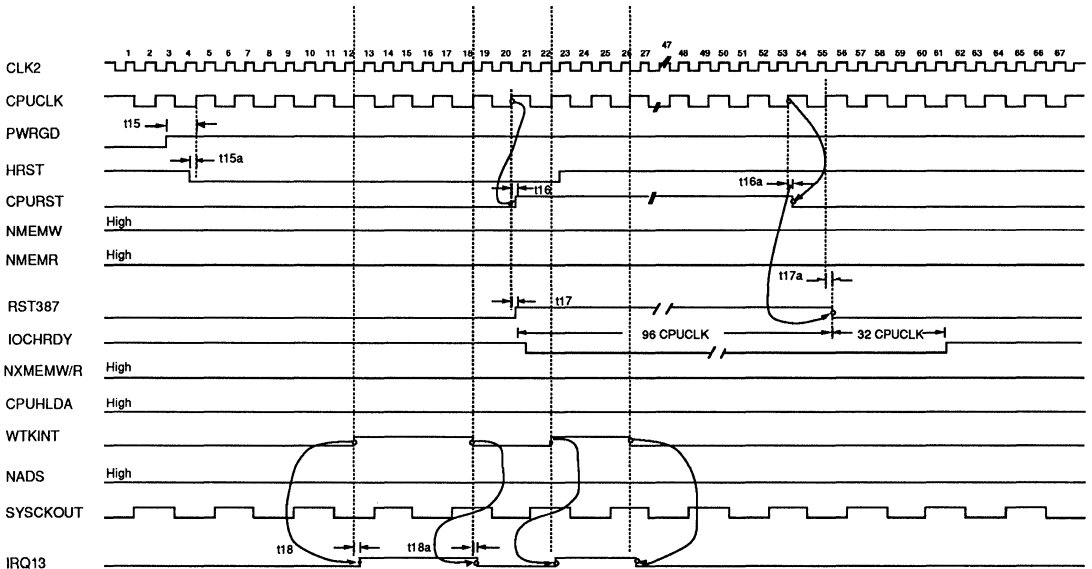 47
1 2 3 4 5 6 7 8 9 10 11 12 13 14 15 16 17 18 19 20 21 22 23 24 25 26 27 48 49 50 51 52 53 54 55 56 57 58 59 60 61 62 63 64 65 66 67
CLK2
CPUCLK
t15
PWRGD
t15a
HRST
t16
t16a
CPURST
High
NMEMW
High
NMEMR
t17a
t17
RST387
96 CPUCLK
32 CPUCLK
IOCHRDY
High
NXMEMW/R
High
CPUHLDA
WTKINT
High
NADS
SYSCKOUT
t18
t18a
IRQ13